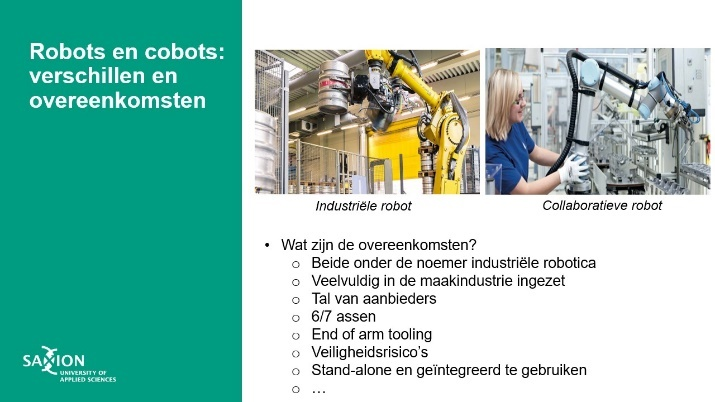 Robots en cobots:
verschillen en
overeenkomsten
Industriële robot
Collaboratieve robot
• Wat zijn de overeenkomsten?
o Beide onder de noemer industriële robotica
o Veelvuldig in de maakindustrie ingezet
o Tal van aanbieders
o 6/7 assen
o End of arm tooling
o Veiligheidsrisico's
o Stand-alone en geïntegreerd te gebruiken
o …
SAXION
UNIVERSITY OF
APPLIED SCIENCES